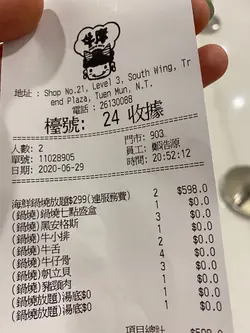 牛摩
地址: Shop No.21, Level 3, South Wing, Tr
end Plaza, Tuen Mun, N.T.
電話: 26130088
檯號: 24 收據
人數: 2
門市: 903
單號: 11028905
員工: 鄭浩源
日期: 2020-06-29
時間: 20:52:12
海鮮鍋燒放題$299(連服務費) 2 $598.0
(鍋燒)鍋燒七點盛盒 1 $0.0
(鍋燒)黑安格斯 3 $0.0
(鍋燒)牛小排 2 $0.0
(鍋燒)牛舌 4 $0.0
(鍋燒)牛仔骨 3 $0.0
(鍋燒)帆立貝 1 $0.0
(鍋燒)豬頸肉 1 $0.0
(鍋燒放題)湯底$0 $0.0
(鍋燒放題)湯底$0 $0.0
項目總計: